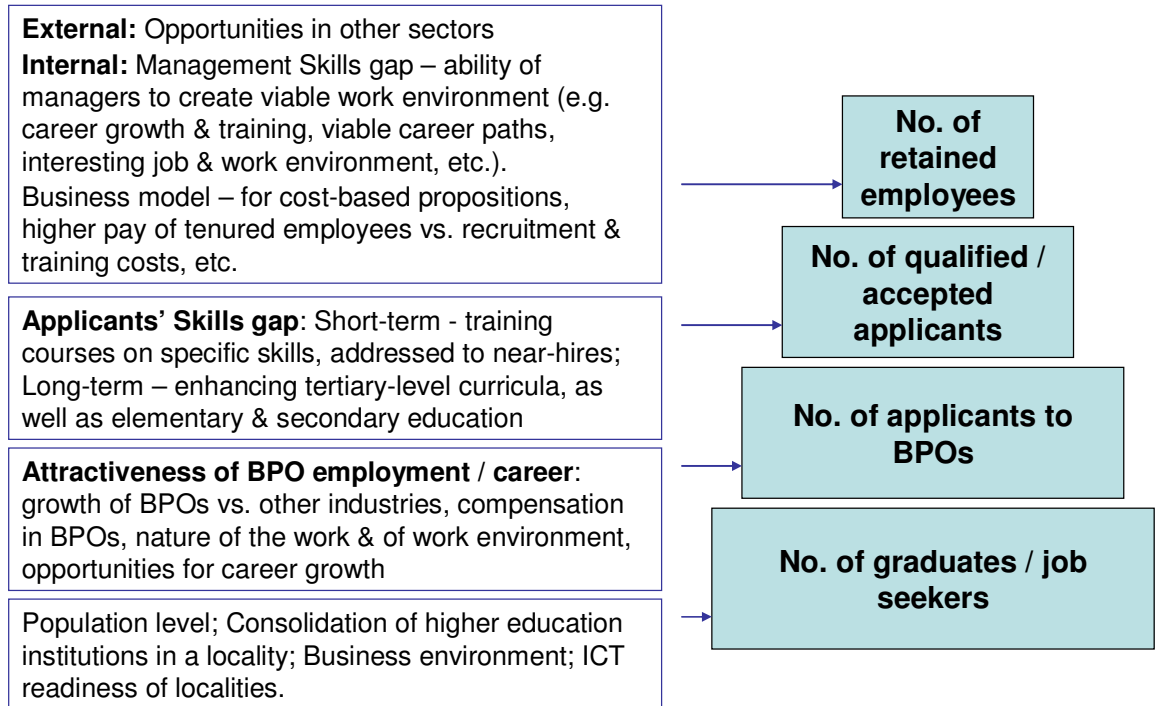 External: Opportunities in other sectors
Internal: Management Skills gap – ability of
managers to create viable work environment (e.g.
career growth & training, viable career paths,
interesting job & work environment, etc.).
Business model – for cost-based propositions,
higher pay of tenured employees vs. recruitment &
training costs, etc.
No. of
retained
employees
Applicants’ Skills gap: Short-term - training
courses on specific skills, addressed to near-hires;
Long-term – enhancing tertiary-level curricula, as
well as elementary & secondary education
No. of qualified /
accepted
applicants
Attractiveness of BPO employment / career:
growth of BPOs vs. other industries, compensation
in BPOs, nature of the work & of work environment,
opportunities for career growth
No. of applicants to
BPOs
Population level; Consolidation of higher education
institutions in a locality; Business environment; ICT
readiness of localities.
No. of graduates / job
seekers